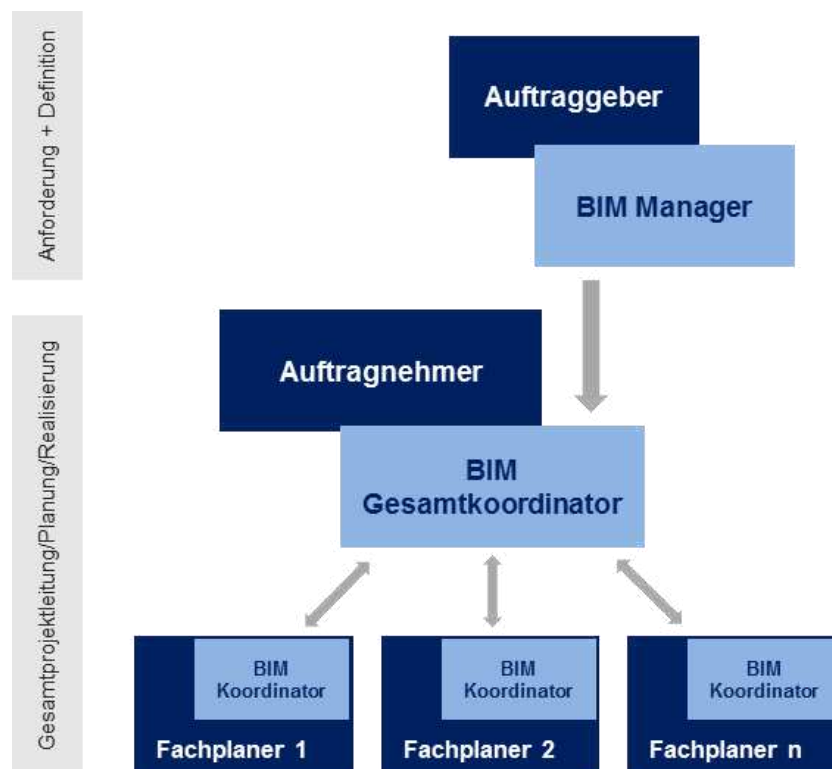 Anforderung + Definition
Auftraggeber
BIM Manager
Gesamtprojektleitung/Planung/Realisierung
Auftragnehmer
BIM
Gesamtkoordinator
BIM
Koordinator
Fachplaner 1
BIM
Koordinator
Fachplaner 2
BIM
Koordinator
Fachplaner n